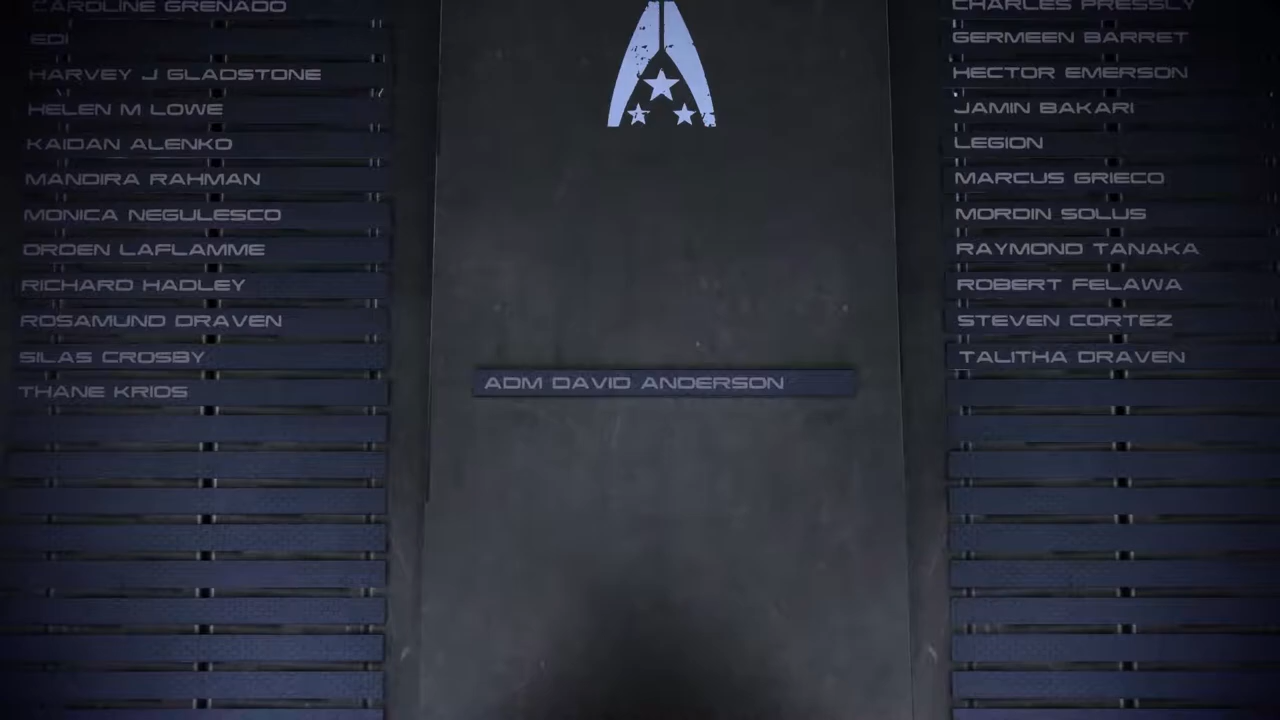 CAROLINE GRENADO
EDI
HARVEY J GLADSTONE
HELEN M LOWE
KAIDAN ALENKO
MANDIRA RAHMAN
MONICA NEGULESCO
ORDEN LAFLAMME
RICHARD HADLEY
ROSAMUND DRAVEN
SILAS CROSBY
THANE KRIOS
ADM DAVID ANDERSON
CHARLES PRESSLY
GERMEEN BARRET
HECTOR EMERSON
JAMIN BAKARI
LEGION
MARCUS GRIECO
MORDIN SOLUS
RAYMOND TANAKA
ROBERT FELAWA
STEVEN CORTEZ
TALITHA DRAVEN